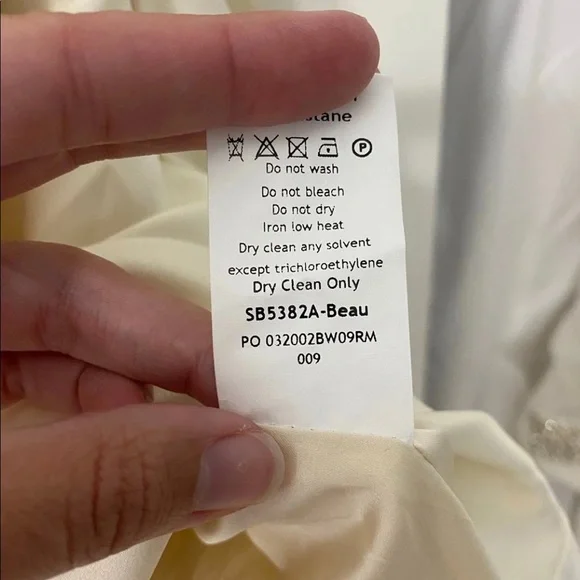 Do not wash
Do not bleach
Do not dry
Iron low heat
Dry clean any solvent
except trichloroethylene
Dry Clean Only
SB5382A-Beau
PO 032002BW09RM
009